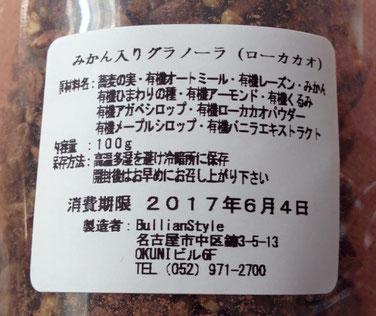 みかん入りグラノーラ (ローカカオ)
原材料名:蕎麦の実・有機オートミール・有機レーズン・みかん
有機ひまわりの種・有機アーモンド・有機くるみ
有機アガベシロップ・有機ローカカオパウダー
有機メープルシロップ・有機バニラエキストラクト
内容量:100g
保存方法:高温多湿を避け冷暗所に保存
開封後はお早めにお召し上がり下さい
消費期限 2017年6月4日
製造者:BullianStyle
名古屋市中区錦3-5-13
OKUNIビルGF
TEL (052) 971-2700